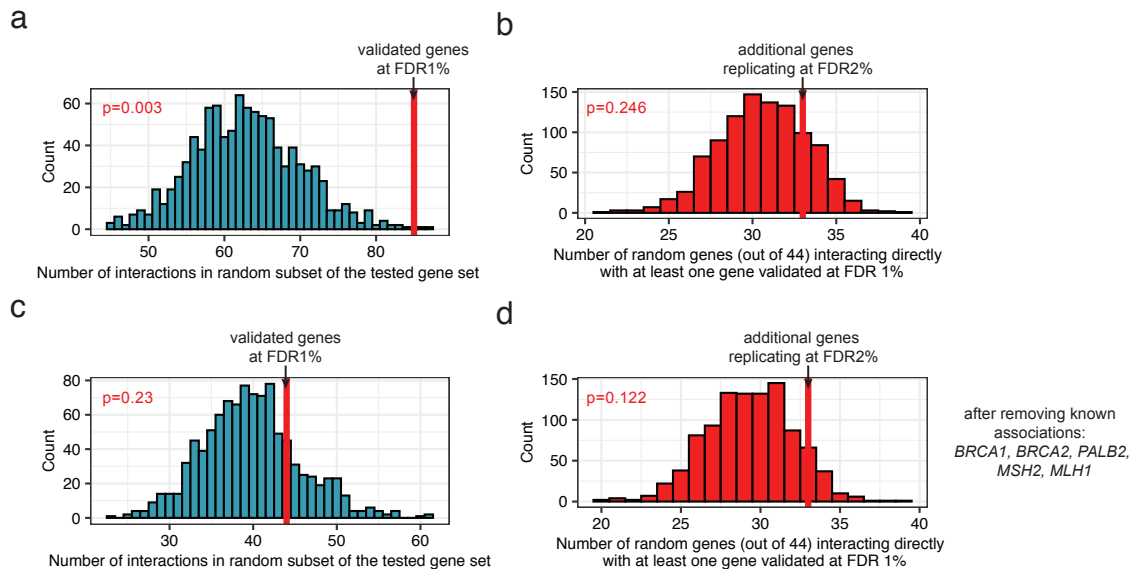 a
validated genes
at FDR1%
p=0.003
60
40
20
0
Count
50
60
70
80
Number of interactions in random subset of the tested gene set
b
additional genes
replicating at FDR2%
p=0.246
150
100
50
0
Count
20
25
30
35
40
Number of random genes (out of 44) interacting directly
with at least one gene validated at FDR 1%
c
validated genes
at FDR1%
p=0.23
80
60
40
20
0
Count
30
40
50
60
Number of interactions in random subset of the tested gene set
d
additional genes
replicating at FDR2%
p=0.122
150
100
50
0
Count
20
25
30
35
40
Number of random genes (out of 44) interacting directly
with at least one gene validated at FDR 1%
after removing known
associations:
BRCA1, BRCA2, PALB2,
MSH2, MLH1